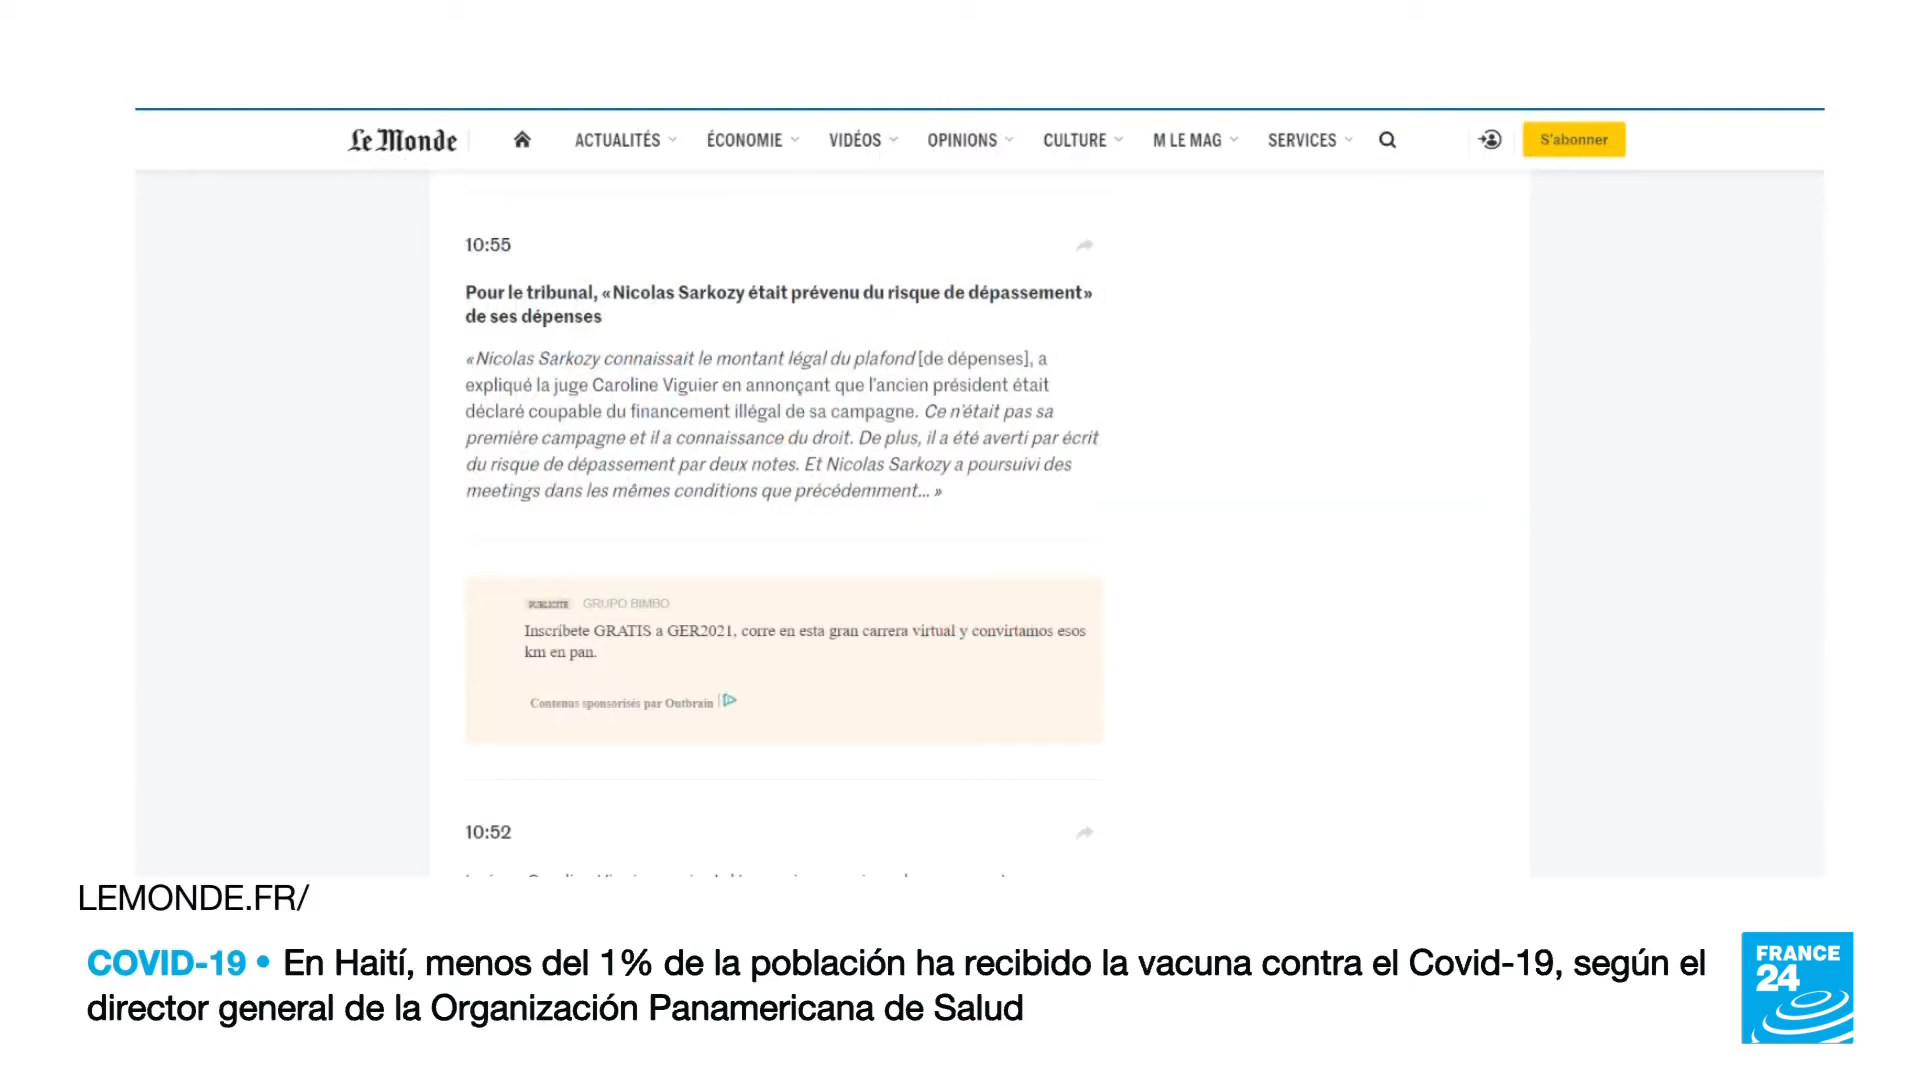 Le Monde
ACTUALITÉS ÉCONOMIE VIDÉOS OPINIONS CULTURE M LE MAG SERVICES
S'abonner
10:55
Pour le tribunal, «Nicolas Sarkozy était prévenu du risque de dépassement»
de ses dépenses
«Nicolas Sarkozy connaissait le montant légal du plafond [de dépenses], a
expliqué la juge Caroline Viguier en annonçant que l'ancien président était
déclaré coupable du financement illégal de sa campagne. Ce n'était pas sa
première campagne et il a connaissance du droit. De plus, il a été averti par écrit
du risque de dépassement par deux notes. Et Nicolas Sarkozy a poursuivi des
meetings dans les mêmes conditions que précédemment... »
PUBLICITÉ GRUPO BIMBO
Inscríbete GRATIS a GER2021, corre en esta gran carrera virtual y convirtamos esos
km en pan.
Contenus sponsorisés par Outbrain
10:52
LEMONDE.FR/
COVID-19 • En Haití, menos del 1% de la población ha recibido la vacuna contra el Covid-19, según el
director general de la Organización Panamericana de Salud
FRANCE
24